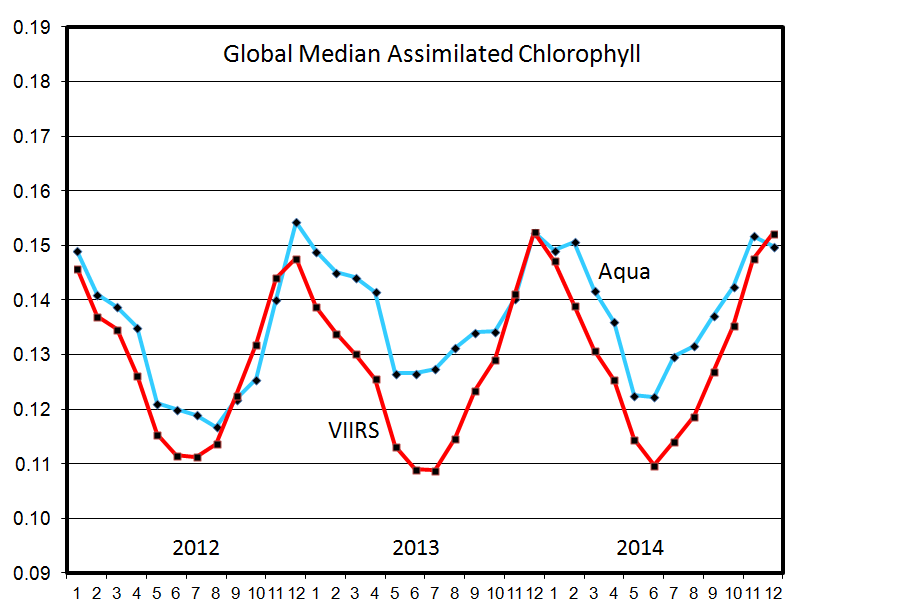 Global Median Assimilated Chlorophyll
0.19
0.18
0.17
0.16
0.15
0.14
0.13
0.12
0.11
0.10
0.09
Aqua
VIIRS
2012 2013 2014
1 2 3 4 5 6 7 8 9 10 11 12 1 2 3 4 5 6 7 8 9 10 11 12 1 2 3 4 5 6 7 8 9 10 11 12